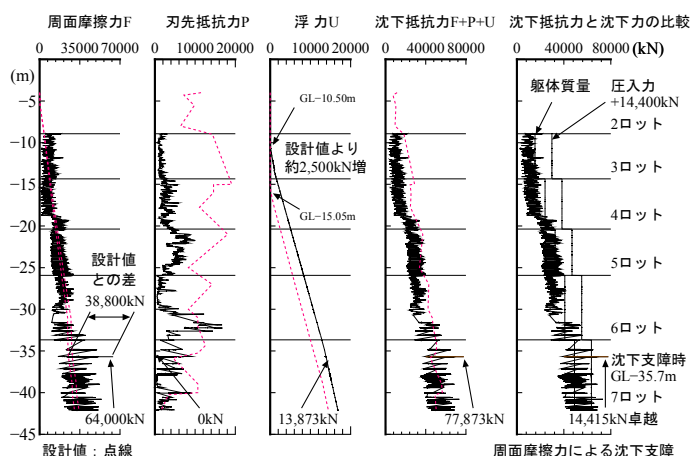 周面摩擦力F
刃先抵抗力P
浮 力U
沈下抵抗力F+P+U
沈下抵抗力と沈下力の比較
0 35000 70000
0 10000 20000
0 10000 20000
0 40000 80000
0 40000 80000 (kN)
(m)
−5
−10
−15
−20
−25
−30
−35
−40
−45
設計値
との差
38,800kN
64,000kN
0kN
GL−10.50m
設計値より
約2,500kN増
GL−15.05m
13,873kN
77,873kN
躯体質量
圧入力
+14,400kN
2ロット
3ロット
4ロット
5ロット
6ロット
沈下支障時
GL−35.7m
7ロット
14,415kN卓越
設計値：点線
周面摩擦力による沈下支障